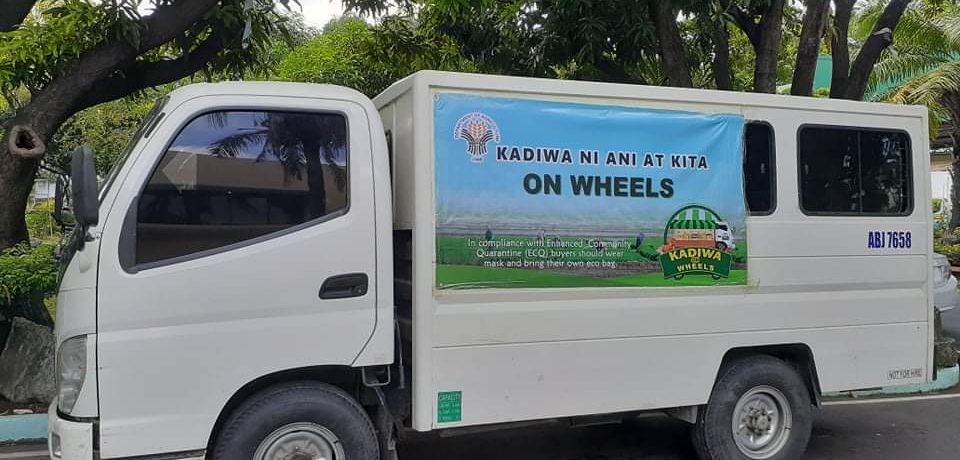 KADIWA NI ANI AT KITA
ON WHEELS
In compliance with Enhanced Community
Quarantine (ECQ) buyers should wear
mask and bring their own eco bag.
KADIWA
ON
WHEELS
ABJ 7658
NOT FOR HIRE
CAPACITY